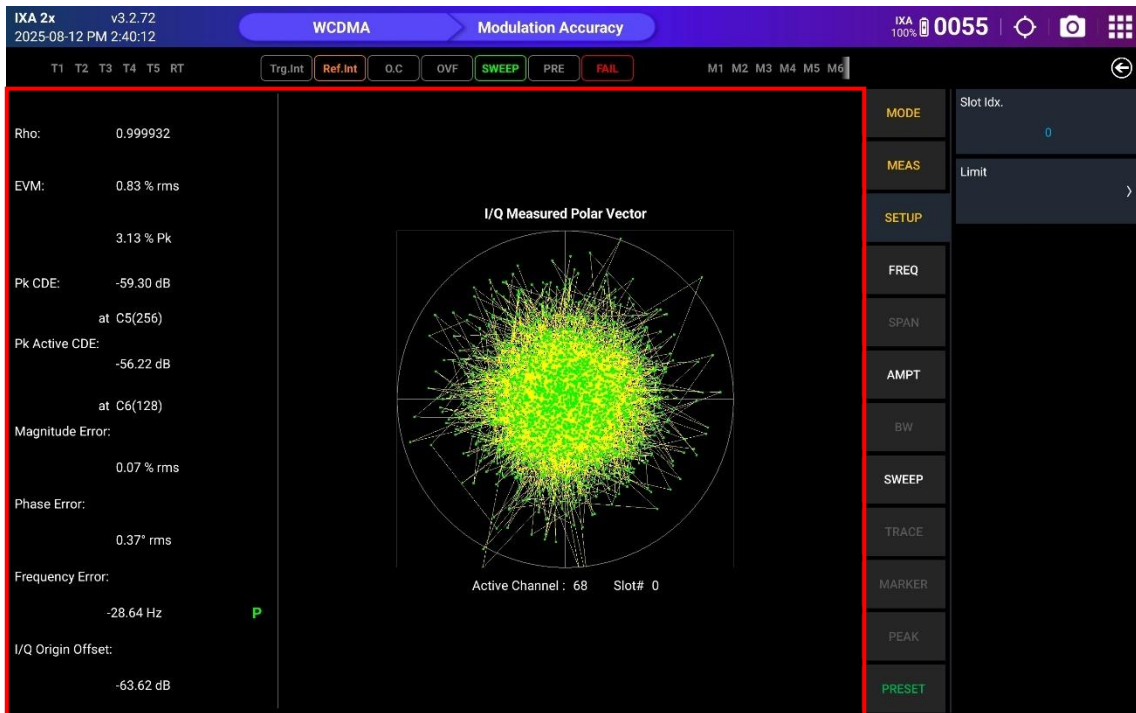 IXA 2x v3.2.72
2025-08-12 PM 2:40:12
WCDMA
Modulation Accuracy
IXA
100%
0055
T1 T2 T3 T4 T5 RT
Trg.Int Ref.Int O.C OVF SWEEP PRE FAIL
M1 M2 M3 M4 M5 M6
Rho: 0.999932
EVM: 0.83 % rms
3.13 % Pk
Pk CDE: -59.30 dB
at C5(256)
Pk Active CDE:
-56.22 dB
at C6(128)
Magnitude Error:
0.07 % rms
Phase Error:
0.37° rms
Frequency Error:
-28.64 Hz P
I/Q Origin Offset:
-63.62 dB
I/Q Measured Polar Vector
Active Channel : 68 Slot# 0
MODE
MEAS
SETUP
FREQ
SPAN
AMPT
BW
SWEEP
TRACE
MARKER
PEAK
PRESET
Slot Idx.
0
Limit